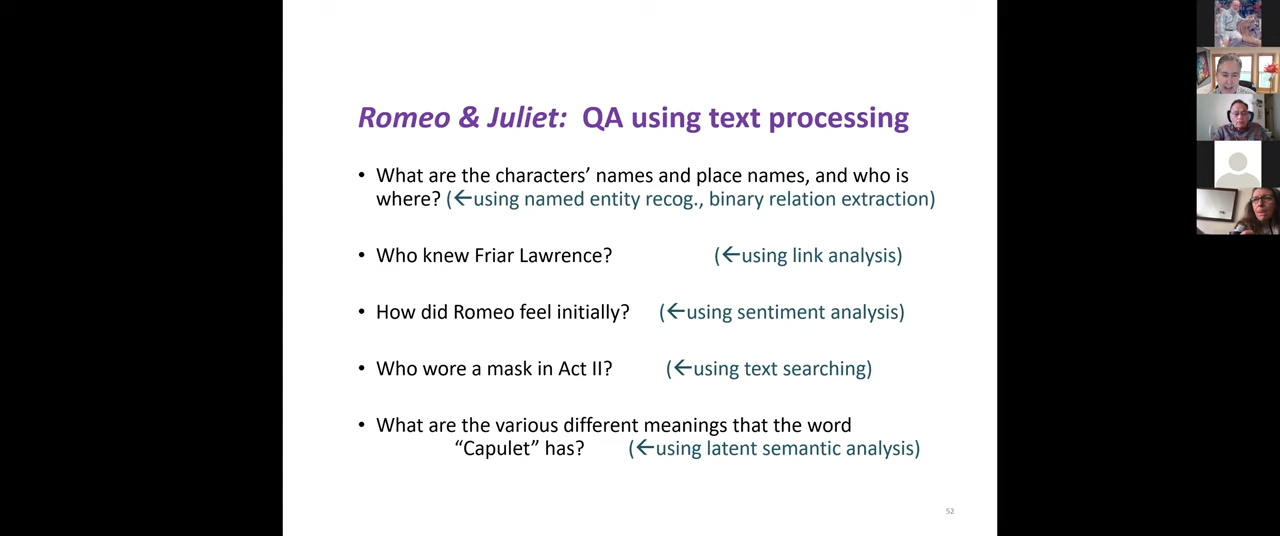 Romeo & Juliet: QA using text processing
• What are the characters’ names and place names, and who is
where? (←using named entity recog., binary relation extraction)
• Who knew Friar Lawrence? (←using link analysis)
• How did Romeo feel initially? (←using sentiment analysis)
• Who wore a mask in Act II? (←using text searching)
• What are the various different meanings that the word
“Capulet” has? (←using latent semantic analysis)
52